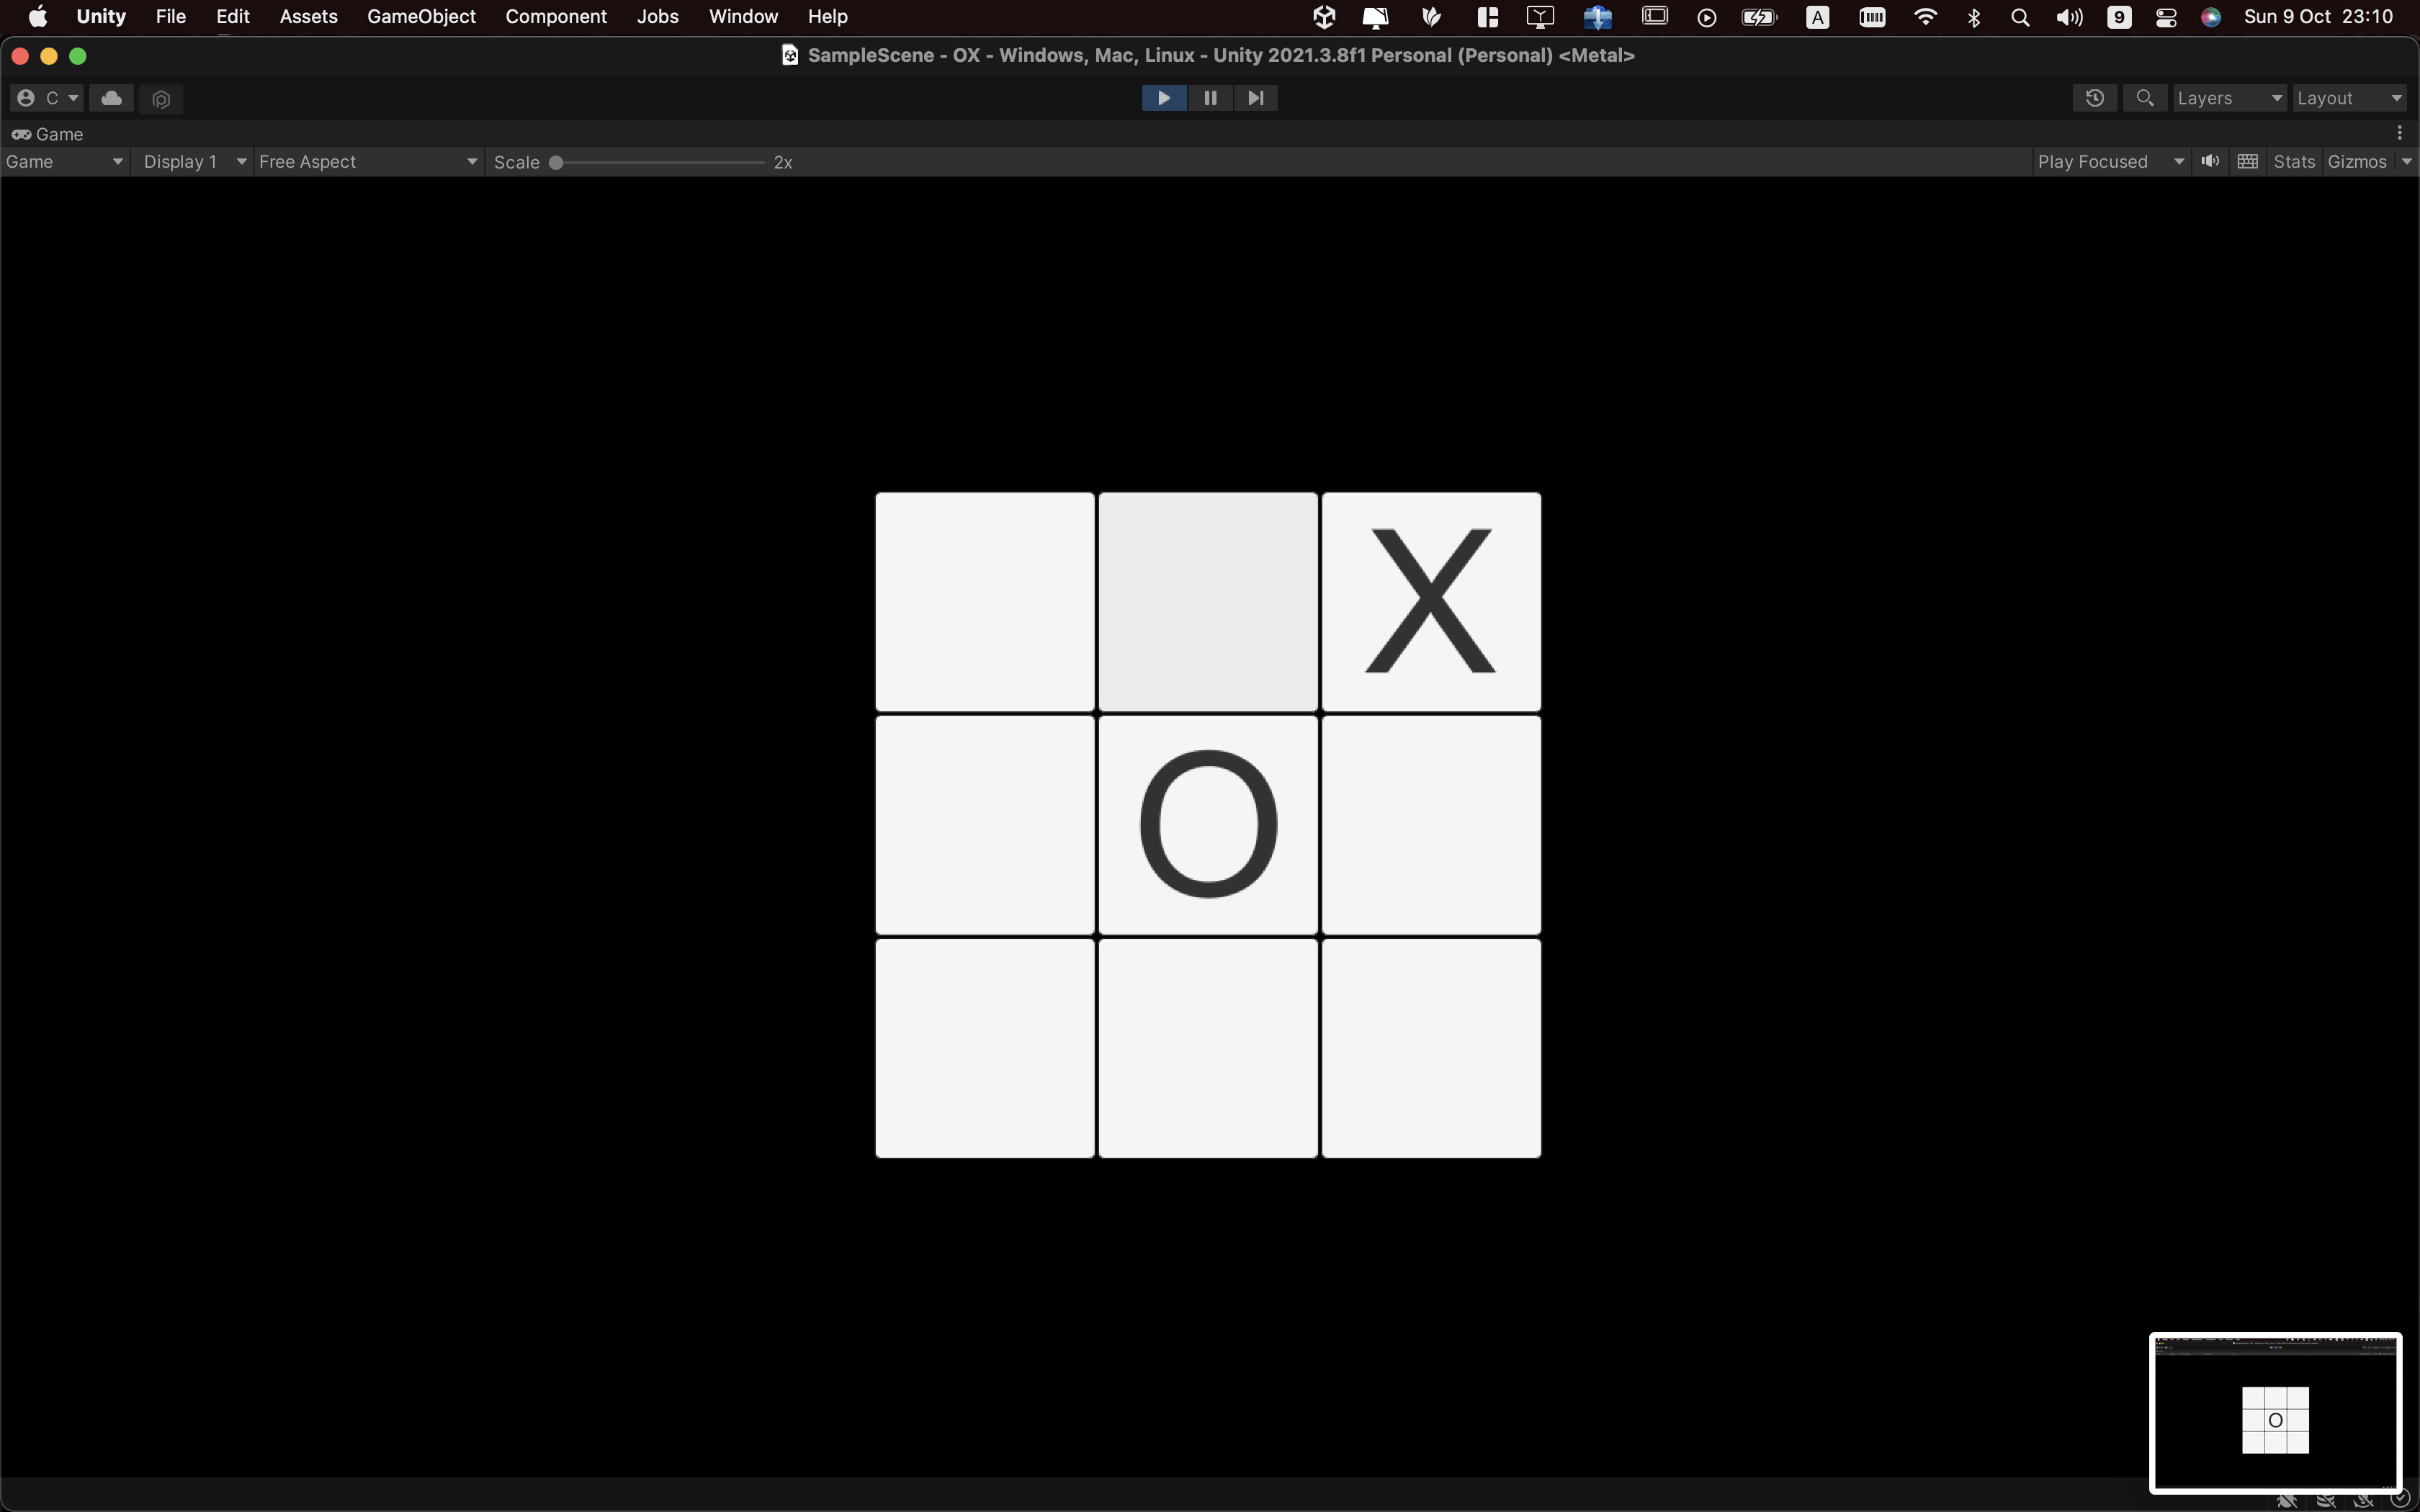 Unity File Edit Assets GameObject Component Jobs Window Help A 9 Sun 9 Oct 23:10
SampleScene - OX - Windows, Mac, Linux - Unity 2021.3.8f1 Personal (Personal) <Metal>
C Layers Layout
Game
Game Display 1 Free Aspect Scale 2x Play Focused Stats Gizmos
X
O
O